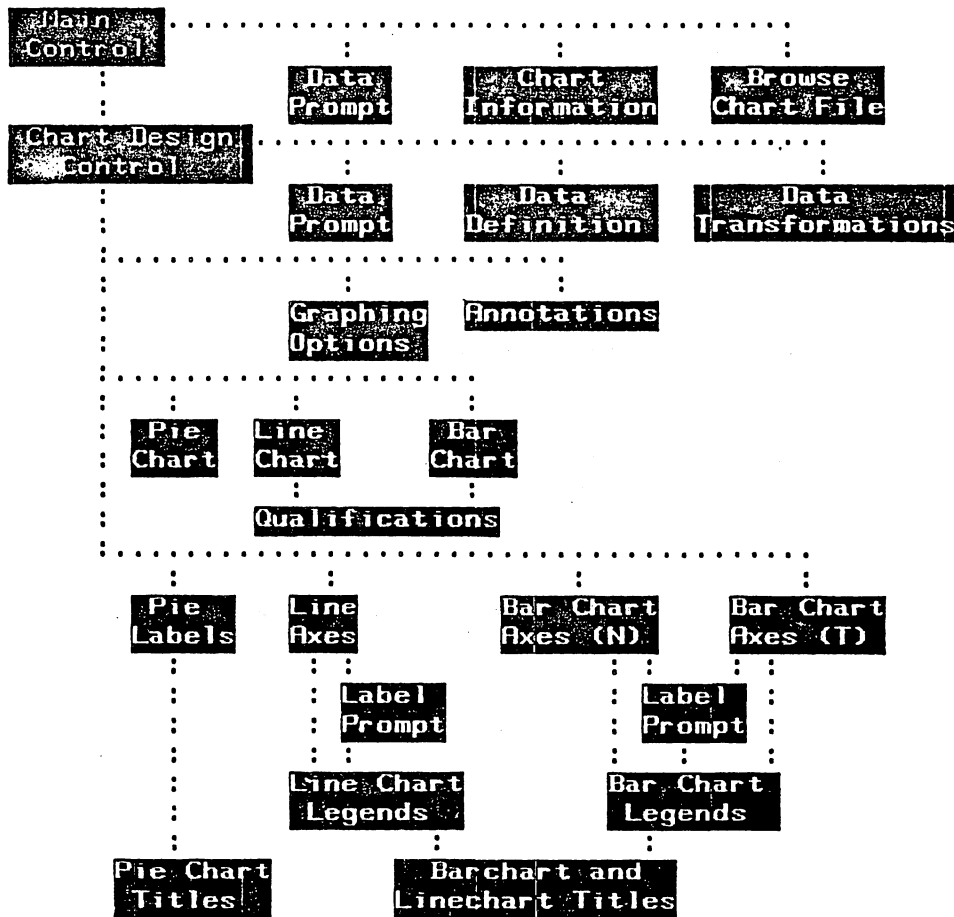 Main
Control
Data
Prompt
Chart
Information
Browse
Chart File
Chart Design
Control
Data
Prompt
Data
Definition
Data
Transformations
Graphing
Options
Annotations
Pie
Chart
Line
Chart
Bar
Chart
Qualifications
Pie
Labels
Line
Axes
Bar Chart
Axes (N)
Bar Chart
Axes (T)
Label
Prompt
Label
Prompt
Line Chart
Legends
Bar Chart
Legends
Pie Chart
Titles
Barchart and
Linechart Titles